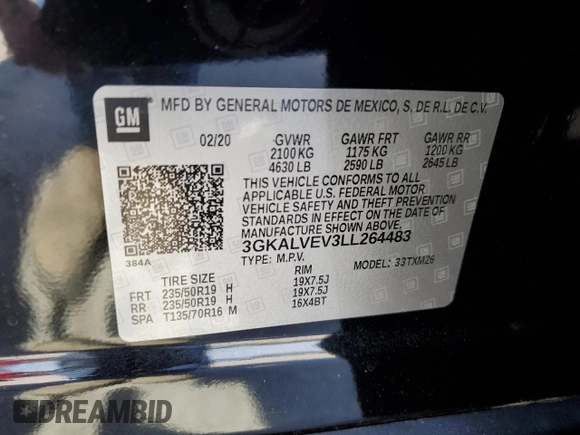 GM
MFD BY GENERAL MOTORS DE MEXICO, S. DE R.L. DE C.V.
02/20 GVWR GAWR FRT GAWR RR
2100 KG 1175 KG 1200 KG
4630 LB 2590 LB 2645 LB
THIS VEHICLE CONFORMS TO ALL
APPLICABLE U.S. FEDERAL MOTOR
VEHICLE SAFETY AND THEFT PREVENTION
STANDARDS IN EFFECT ON THE DATE OF
MANUFACTURE SHOWN ABOVE.
3GKALVEV3LL264483
384A TYPE: M.P.V. MODEL: 33TXM26
TIRE SIZE RIM
FRT 235/50R19 H 19X7.5J
RR 235/50R19 H 19X7.5J
SPA T135/70R16 M 16X4BT
DREAMBID